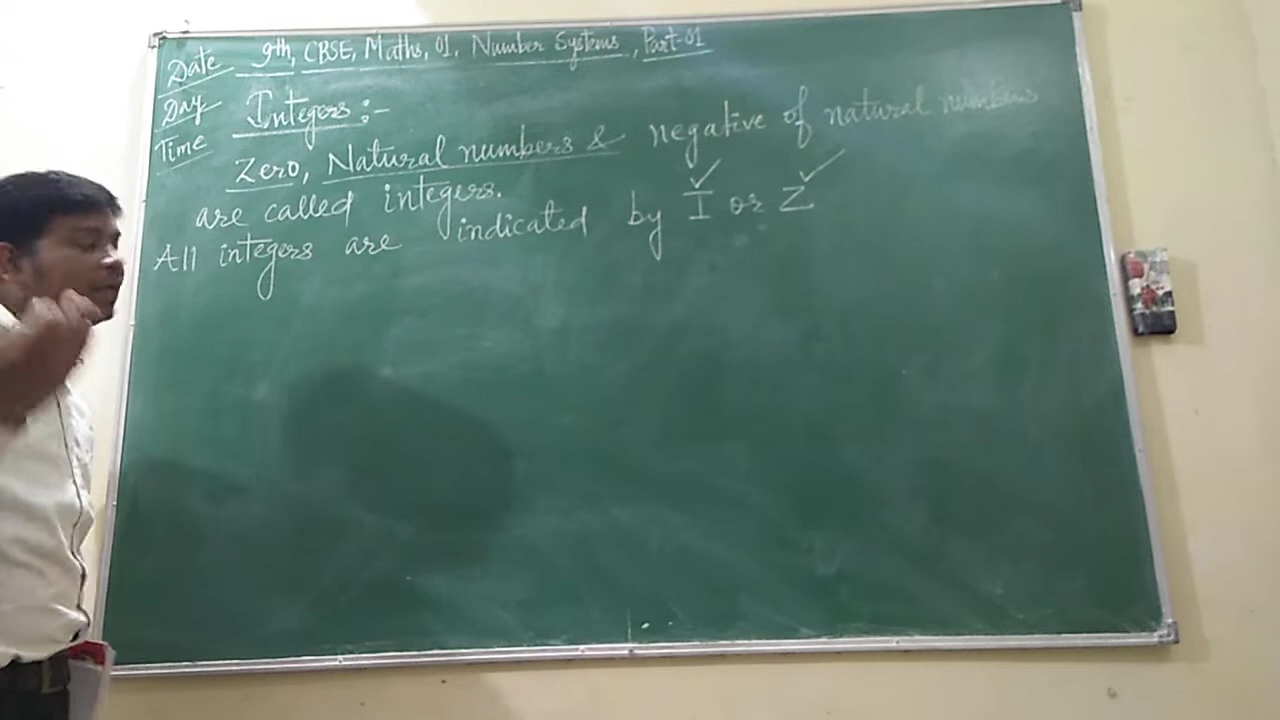 Date 9th, CBSE, Maths, 01, Number Systems, Part-01
Day Integers:-
Time
Zero, Natural numbers & negative of natural numbers
are called integers.
All integers are indicated by I or Z